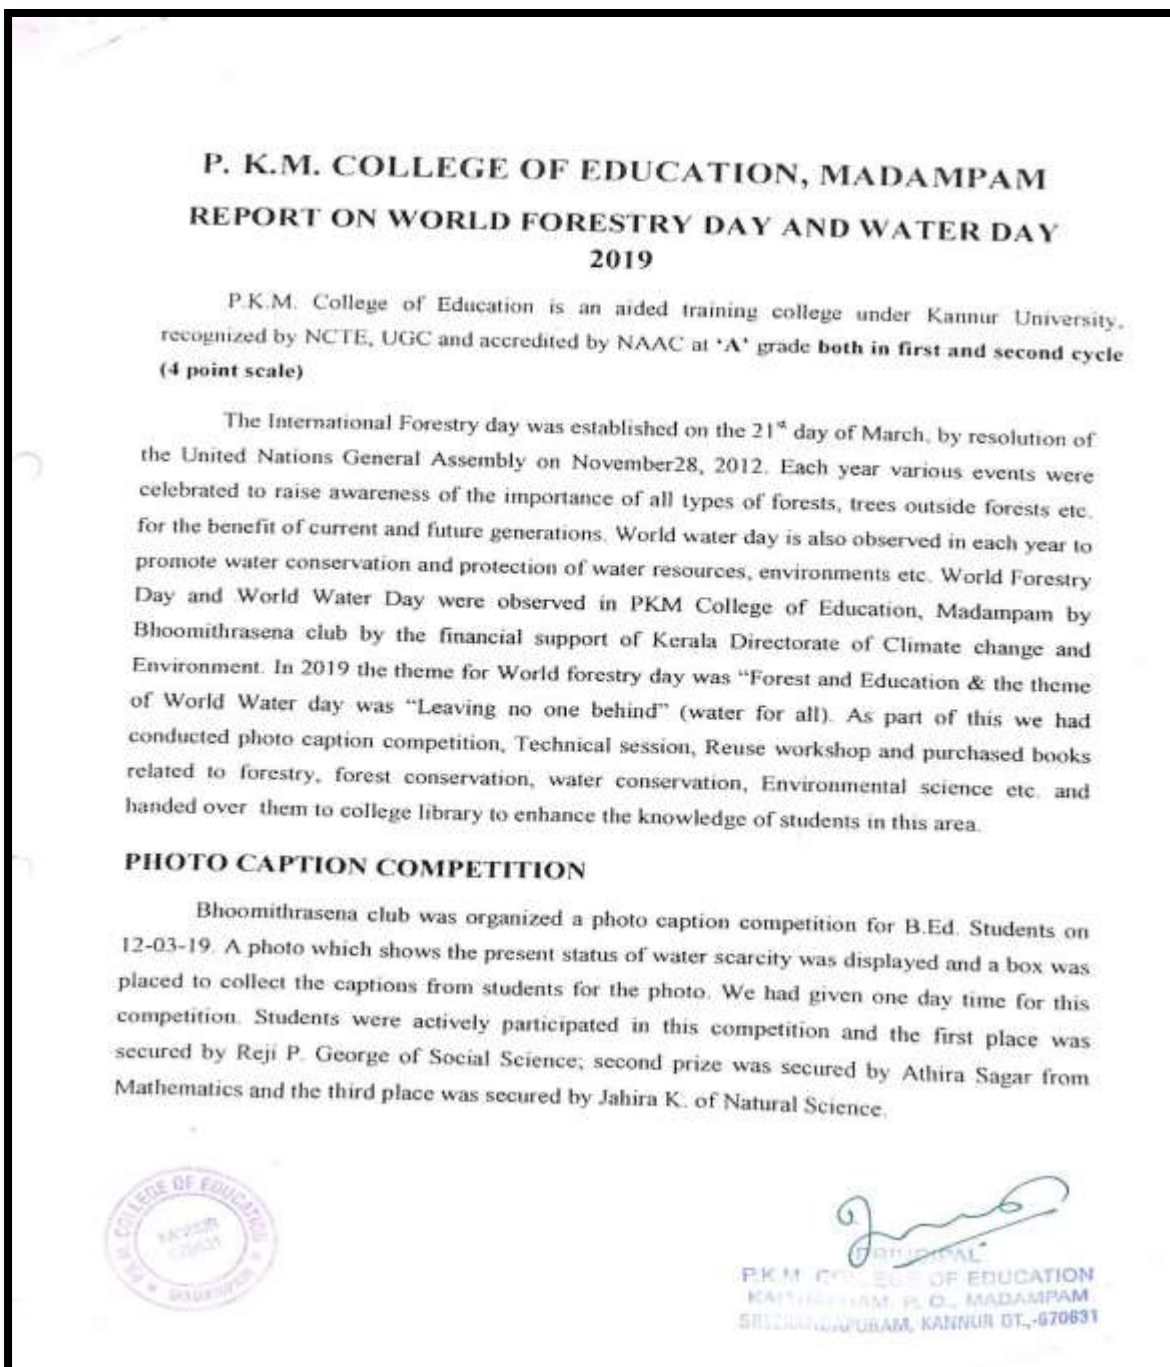 P. K.M. COLLEGE OF EDUCATION, MADAMPAM
REPORT ON WORLD FORESTRY DAY AND WATER DAY
2019
P.K.M. College of Education is an aided training college under Kannur University,
recognized by NCTE, UGC and accredited by NAAC at ‘A’ grade both in first and second cycle
(4 point scale)
The International Forestry day was established on the 21st day of March, by resolution of
the United Nations General Assembly on November28, 2012. Each year various events were
celebrated to raise awareness of the importance of all types of forests, trees outside forests etc.
for the benefit of current and future generations. World water day is also observed in each year to
promote water conservation and protection of water resources, environments etc. World Forestry
Day and World Water Day were observed in PKM College of Education, Madampam by
Bhoomithrasena club by the financial support of Kerala Directorate of Climate change and
Environment. In 2019 the theme for World forestry day was “Forest and Education & the theme
of World Water day was “Leaving no one behind” (water for all). As part of this we had
conducted photo caption competition, Technical session, Reuse workshop and purchased books
related to forestry, forest conservation, water conservation, Environmental science etc. and
handed over them to college library to enhance the knowledge of students in this area.
PHOTO CAPTION COMPETITION
Bhoomithrasena club was organized a photo caption competition for B.Ed. Students on
12-03-19. A photo which shows the present status of water scarcity was displayed and a box was
placed to collect the captions from students for the photo. We had given one day time for this
competition. Students were actively participated in this competition and the first place was
secured by Reji P. George of Social Science; second prize was secured by Athira Sagar from
Mathematics and the third place was secured by Jahira K. of Natural Science.
P.K.M. COLLEGE OF EDUCATION
MADAMPAM
PRINCIPAL
P.K.M. COLLEGE OF EDUCATION
P. O., MADAMPAM
KANNUR DT.,-670631